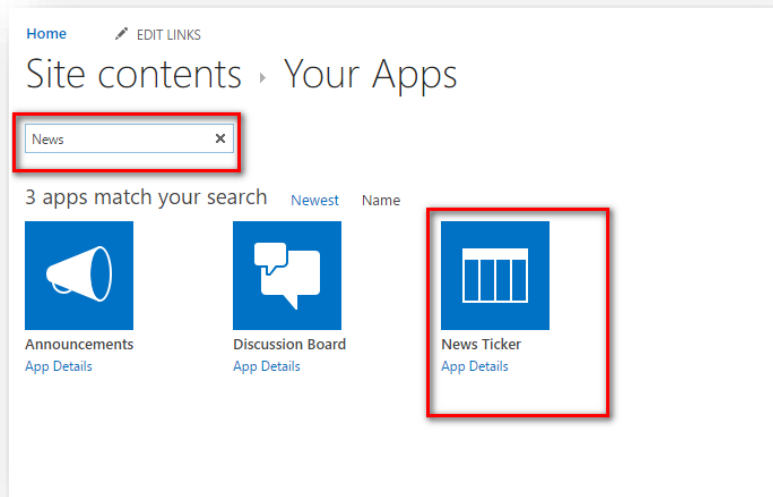 Home EDIT LINKS
Site contents ▸ Your Apps
News ×
3 apps match your search Newest Name
Announcements Discussion Board News Ticker
App Details App Details App Details